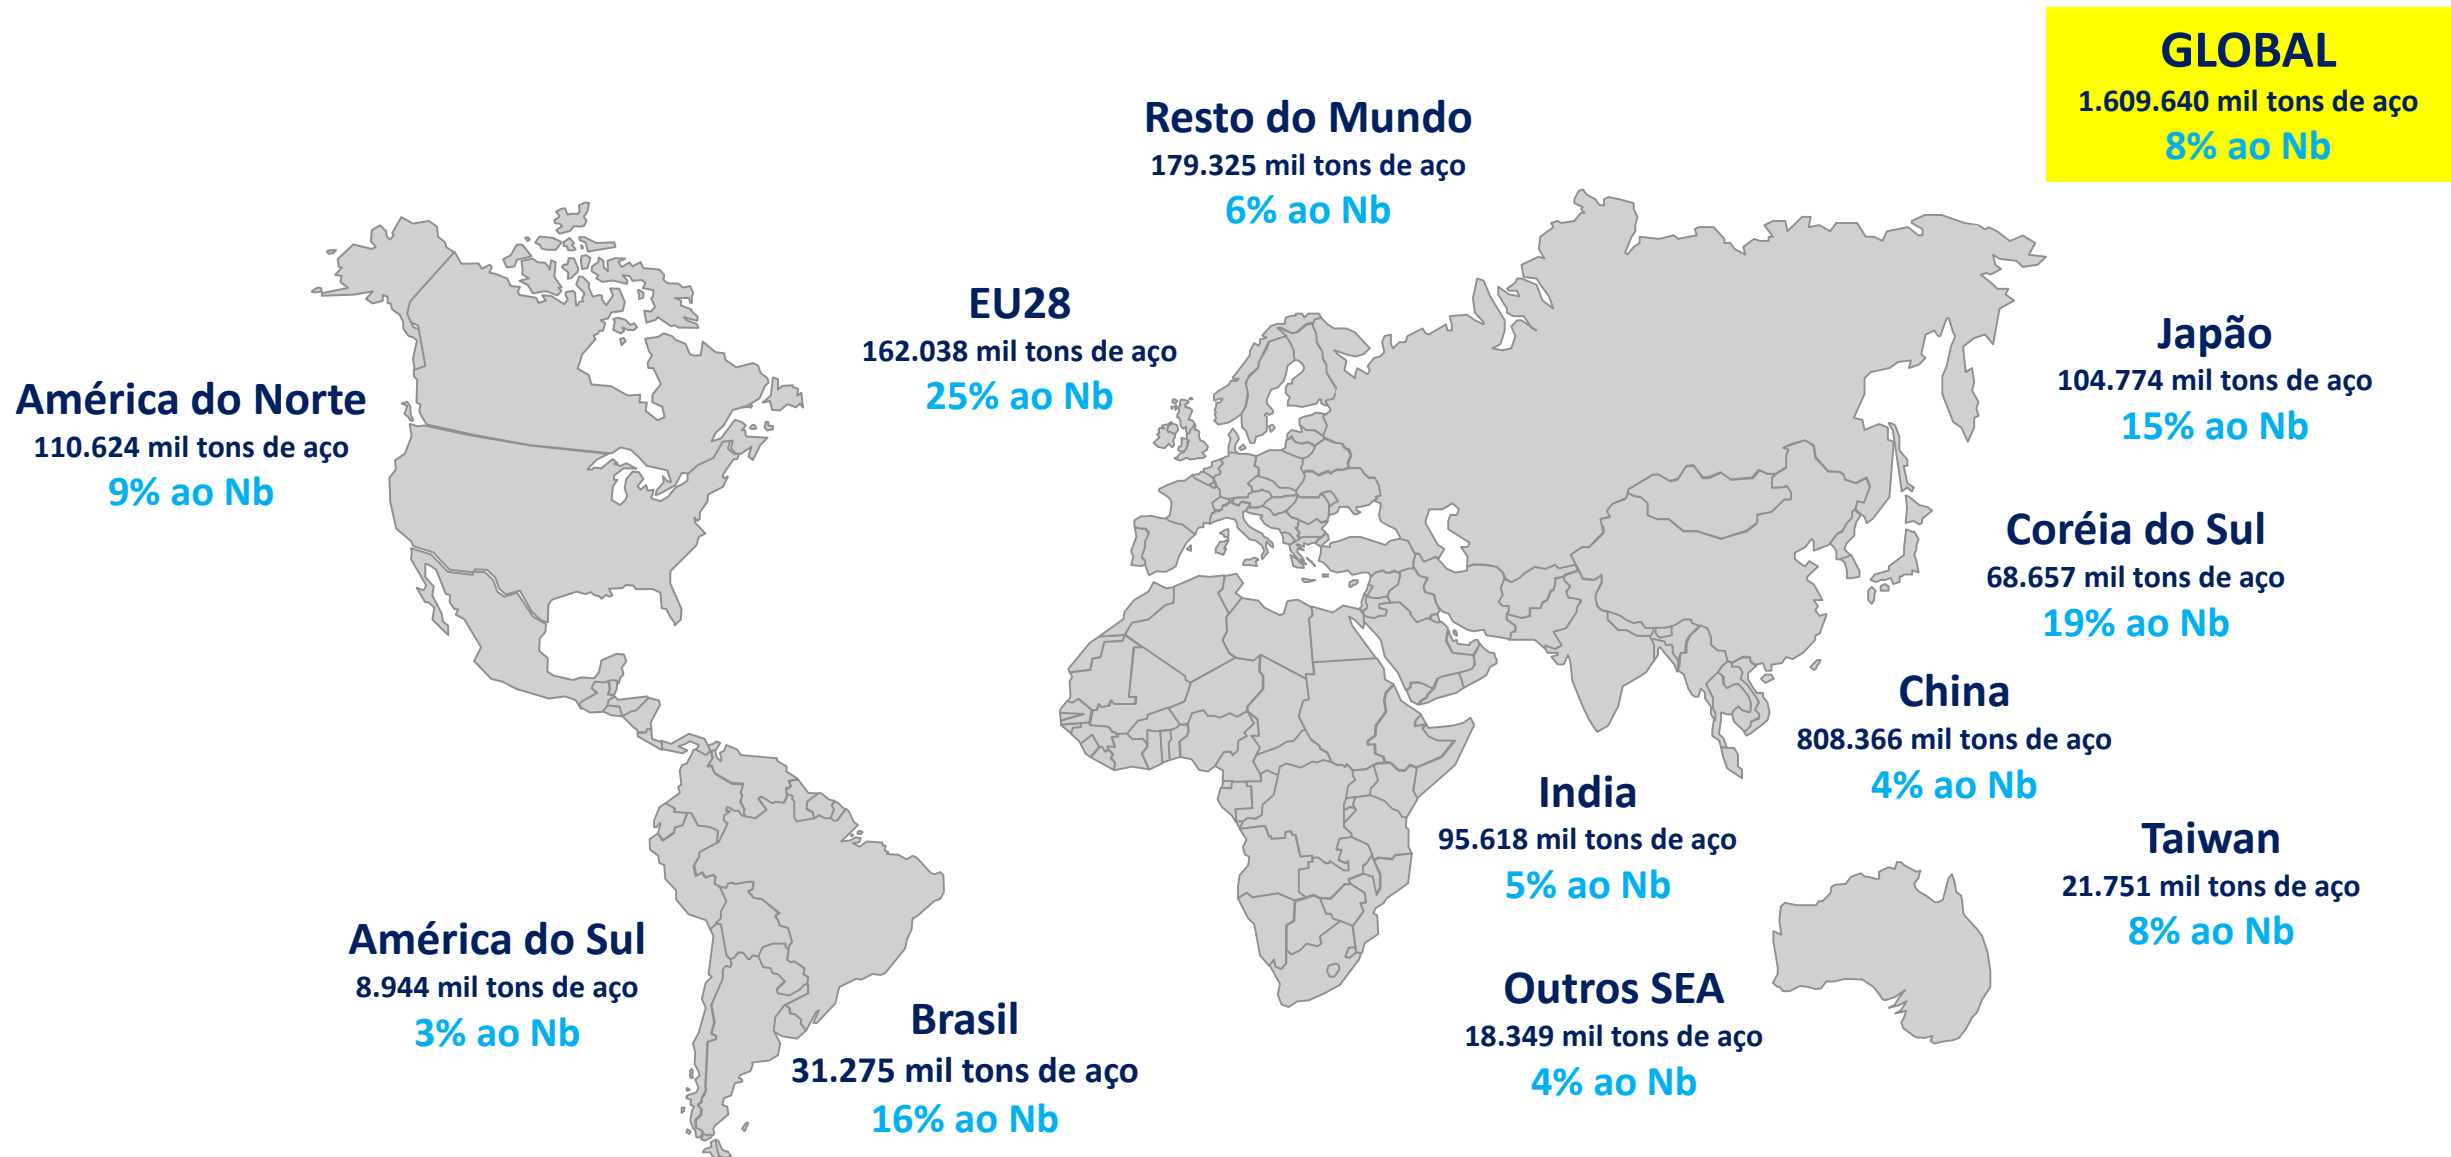 GLOBAL
1.609.640 mil tons de aço
8% ao Nb
Resto do Mundo
179.325 mil tons de aço
6% ao Nb
EU28
162.038 mil tons de aço
25% ao Nb
Japão
104.774 mil tons de aço
15% ao Nb
América do Norte
110.624 mil tons de aço
9% ao Nb
Coréia do Sul
68.657 mil tons de aço
19% ao Nb
China
808.366 mil tons de aço
4% ao Nb
India
95.618 mil tons de aço
5% ao Nb
Taiwan
21.751 mil tons de aço
8% ao Nb
América do Sul
8.944 mil tons de aço
3% ao Nb
Outros SEA
18.349 mil tons de aço
4% ao Nb
Brasil
31.275 mil tons de aço
16% ao Nb